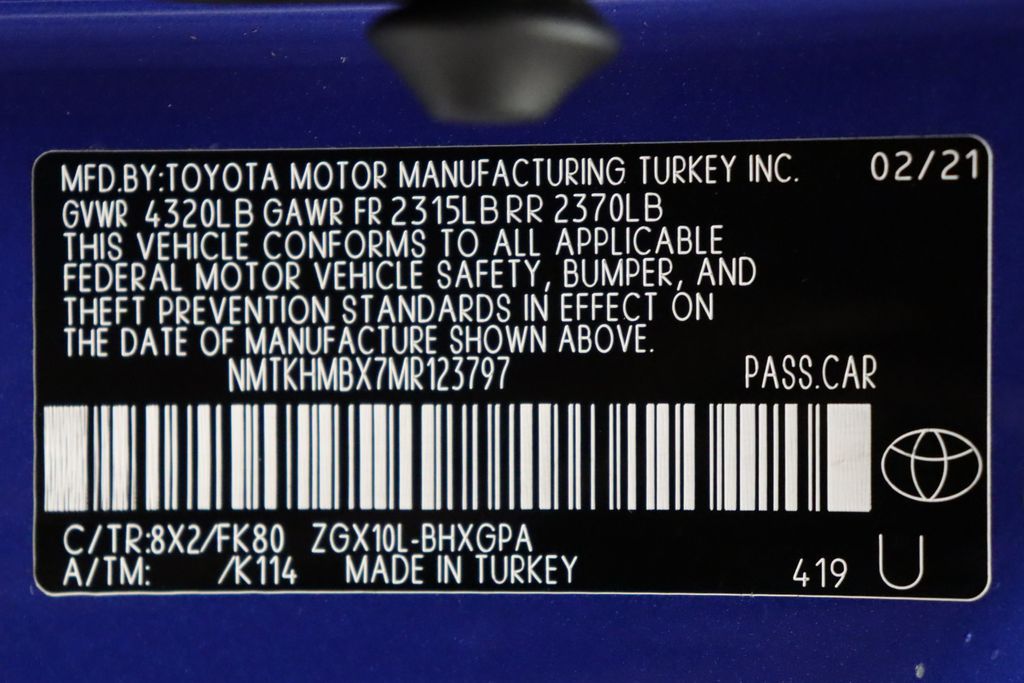 MFD.BY:TOYOTA MOTOR MANUFACTURING TURKEY INC. 02/21
GVWR 4320LB GAWR FR 2315LB RR 2370LB
THIS VEHICLE CONFORMS TO ALL APPLICABLE
FEDERAL MOTOR VEHICLE SAFETY, BUMPER, AND
THEFT PREVENTION STANDARDS IN EFFECT ON
THE DATE OF MANUFACTURE SHOWN ABOVE.
NMTKHMBX7MR123797 PASS.CAR
C/TR:8X2/FK80 ZGX10L-BHXGPA
A/TM: /K114 MADE IN TURKEY 419 U